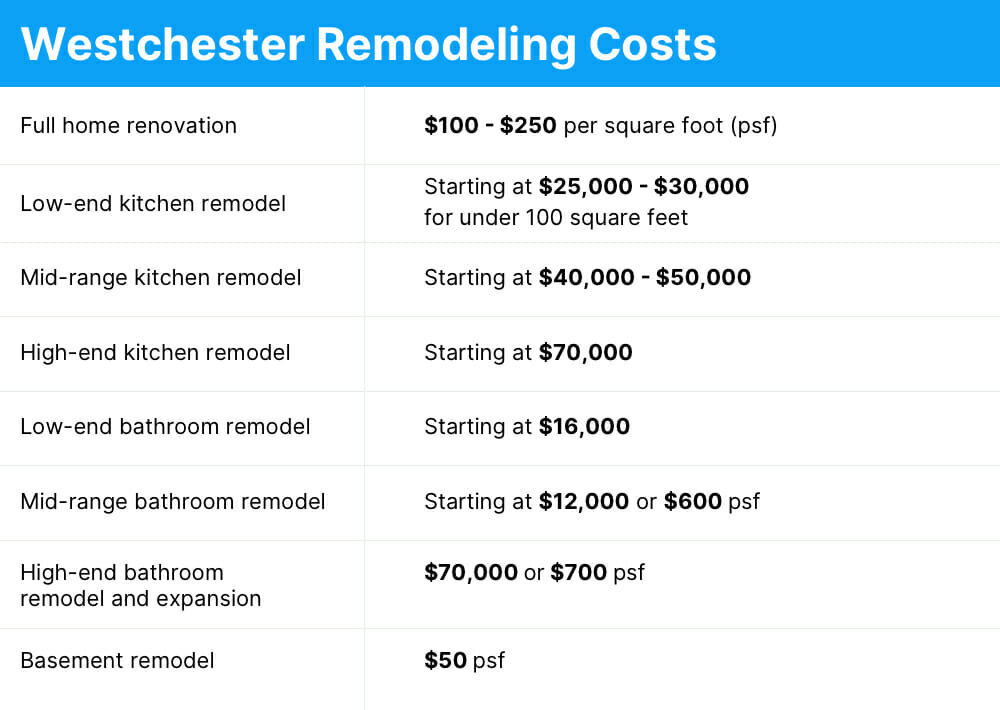 Westchester Remodeling Costs
Full home renovation
$100 - $250 per square foot (psf)
Low-end kitchen remodel
Starting at $25,000 - $30,000
for under 100 square feet
Mid-range kitchen remodel
Starting at $40,000 - $50,000
High-end kitchen remodel
Starting at $70,000
Low-end bathroom remodel
Starting at $16,000
Mid-range bathroom remodel
Starting at $12,000 or $600 psf
High-end bathroom
remodel and expansion
$70,000 or $700 psf
Basement remodel
$50 psf